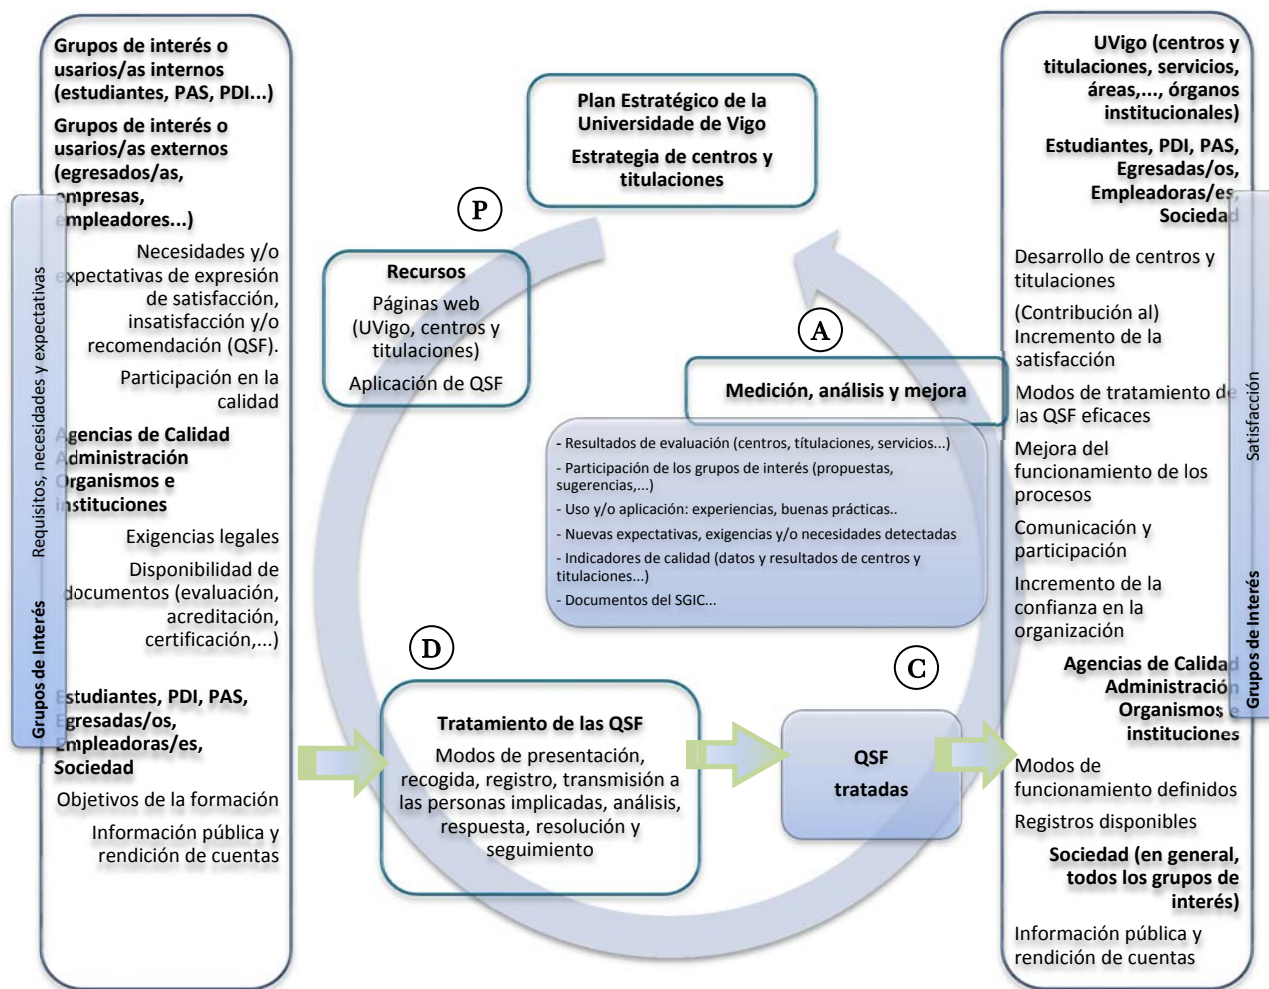 Grupos de interés o
usarios/as internos
(estudiantes, PAS, PDI...)
Grupos de interés o
usarios/as externos
(egresados/as,
empresas,
empleadores...)
Necesidades y/o
expectativas de expresión
de satisfacción,
insatisfacción y/o
recomendación (QSF).
Participación en la
calidad
Agencias de Calidad
Administración
Organismos e
instituciones
Exigencias legales
Disponibilidad de
documentos (evaluación,
acreditación,
certificación,...)
Estudiantes, PDI, PAS,
Egresadas/os,
Empleadoras/es,
Sociedad
Objetivos de la formación
Información pública y
rendición de cuentas
Grupos de Interés
Requisitos, necesidades y expectativas
Plan Estratégico de la
Universidade de Vigo
Estrategia de centros y
titulaciones
P
Recursos
Páginas web
(UVigo, centros y
titulaciones)
Aplicación de QSF
A
Medición, análisis y mejora
- Resultados de evaluación (centros, títulaciones, servicios...)
- Participación de los grupos de interés (propuestas,
sugerencias,...)
- Uso y/o aplicación: experiencias, buenas prácticas..
- Nuevas expectativas, exigencias y/o necesidades detectadas
- Indicadores de calidad (datos y resultados de centros y
titulaciones...)
- Documentos del SGIC...
D
Tratamiento de las QSF
Modos de presentación,
recogida, registro, transmisión a
las personas implicadas, análisis,
respuesta, resolución y
seguimiento
C
QSF
tratadas
UVigo (centros y
titulaciones, servicios,
áreas,..., órganos
institucionales)
Estudiantes, PDI, PAS,
Egresadas/os,
Empleadoras/es,
Sociedad
Desarrollo de centros y
titulaciones
(Contribución al)
Incremento de la
satisfacción
Modos de tratamiento de
las QSF eficaces
Mejora del
funcionamiento de los
procesos
Comunicación y
participación
Incremento de la
confianza en la
organización
Agencias de Calidad
Administración
Organismos e
instituciones
Modos de
funcionamiento definidos
Registros disponibles
Sociedad (en general,
todos los grupos de
interés)
Información pública y
rendición de cuentas
Grupos de Interés
Satisfacción